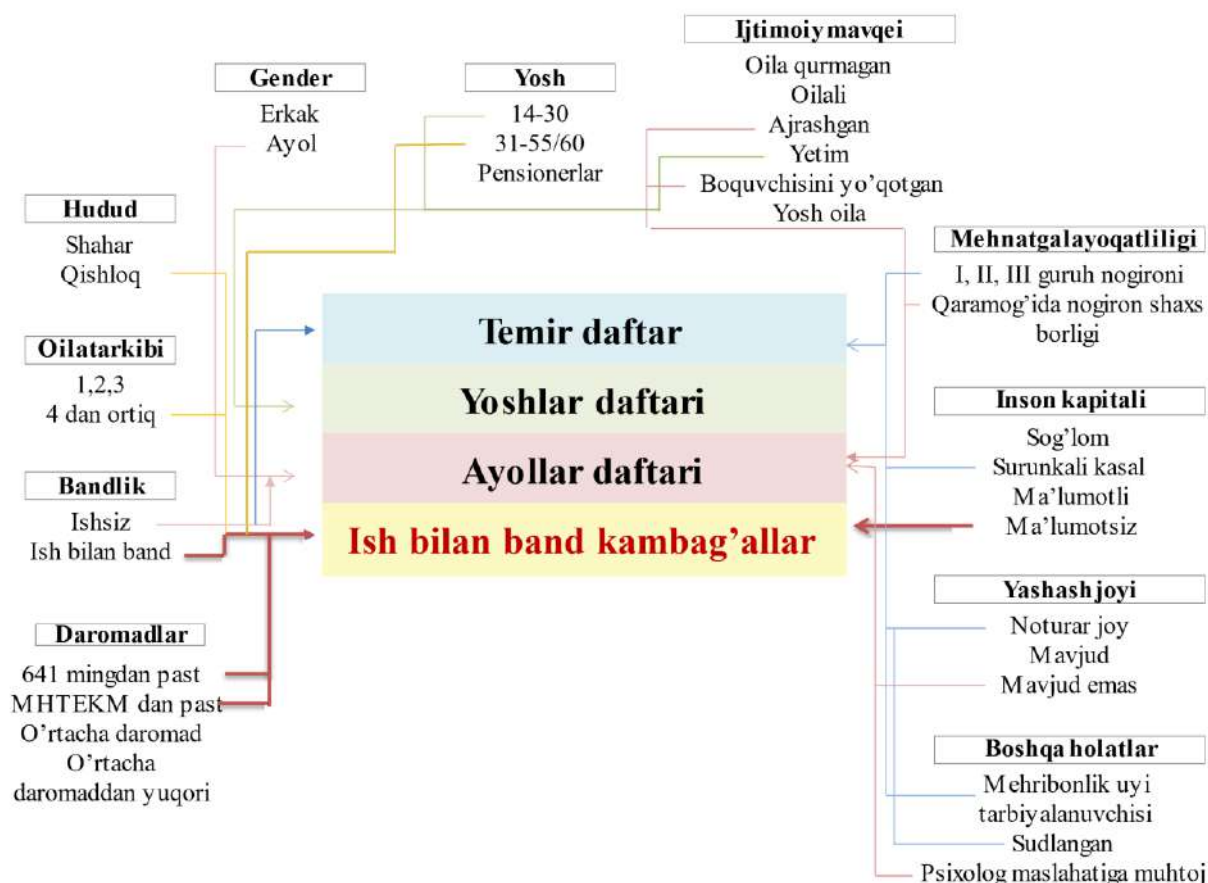 Ijtimoiy mavqei
Oila qurmagan
Oilali
Ajrashgan
Yetim
Boquvchisini yo’qotgan
Yosh oila
Gender
Erkak
Ayol
Yosh
14-30
31-55/60
Pensionerlar
Hudud
Shahar
Qishloq
Oila tarkibi
1,2,3
4 dan ortiq
Bandlik
Ishsiz
Ish bilan band
Daromadlar
641 mingdan past
MHTEKM dan past
O’rtacha daromad
O’rtacha
daromaddan yuqori
Temir daftar
Yoshlar daftari
Ayollar daftari
Ish bilan band kambag’allar
Mehnatga layoqatliligi
I, II, III guruh nogironi
Qaramog’ida nogiron shaxs
borligi
Inson kapitali
Sog’lom
Surunkali kasal
Ma’lumotli
Ma’lumotsiz
Yashash joyi
Noturar joy
Mavjud
Mavjud emas
Boshqa holatlar
Mehribonlik uyi
tarbiyalanuvchisi
Sudlangan
Psixolog maslahatiga muhtoj